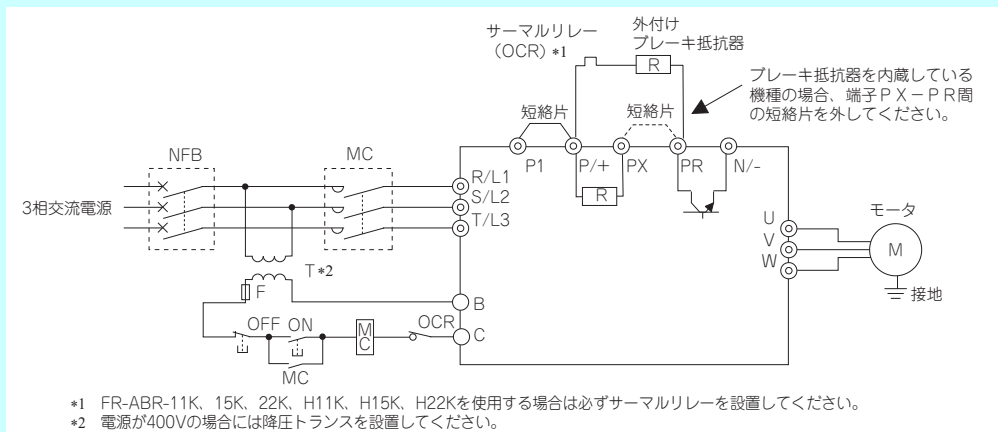 サーマルリレー
（OCR）*1
外付け
ブレーキ抵抗器
R
ブレーキ抵抗器を内蔵している
機種の場合、端子ＰＸ－ＰＲ間
の短絡片を外してください。
短絡片
短絡片
P1
P/+
PX
PR
N/-
R
NFB
MC
R/L1
S/L2
T/L3
3相交流電源
T*2
F
B
C
OFF
ON
MC
OCR
MC
U
V
W
モータ
M
接地
*1 FR-ABR-11K、15K、22K、H11K、H15K、H22Kを使用する場合は必ずサーマルリレーを設置してください。
*2 電源が400Vの場合には降圧トランスを設置してください。